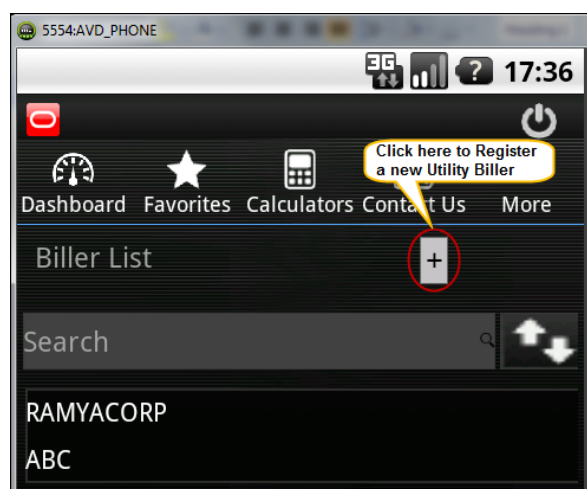 5554:AVD_PHONE
3G 17:36
Click here to Register
a new Utility Biller
Dashboard Favorites Calculators Contact Us More
Biller List +
Search
RAMYACORP
ABC